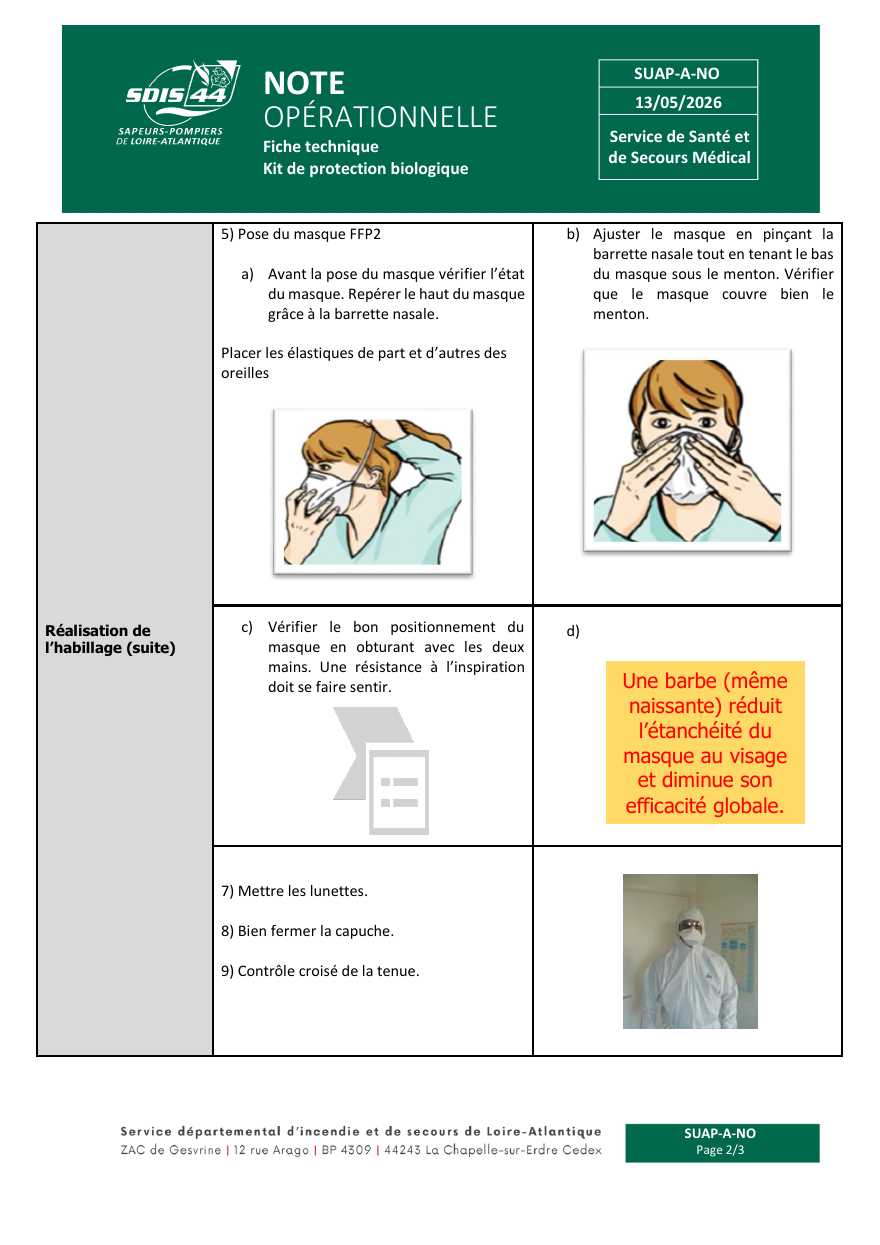 SDIS 44
SAPEURS-POMPIERS
DE LOIRE-ATLANTIQUE
NOTE
OPÉRATIONNELLE
Fiche technique
Kit de protection biologique
SUAP-A-NO
13/05/2026
Service de Santé et
de Secours Médical
5) Pose du masque FFP2
a) Avant la pose du masque vérifier l’état
du masque. Repérer le haut du masque
grâce à la barrette nasale.
Placer les élastiques de part et d’autres des
oreilles
b) Ajuster le masque en pinçant la
barrette nasale tout en tenant le bas
du masque sous le menton. Vérifier
que le masque couvre bien le
menton.
Réalisation de
l’habillage (suite)
c) Vérifier le bon positionnement du
masque en obturant avec les deux
mains. Une résistance à l’inspiration
doit se faire sentir.
d)
Une barbe (même
naissante) réduit
l’étanchéité du
masque au visage
et diminue son
efficacité globale.
7) Mettre les lunettes.
8) Bien fermer la capuche.
9) Contrôle croisé de la tenue.
Service départemental d’incendie et de secours de Loire-Atlantique
ZAC de Gesvrine | 12 rue Arago | BP 4309 | 44243 La Chapelle-sur-Erdre Cedex
SUAP-A-NO
Page 2/3